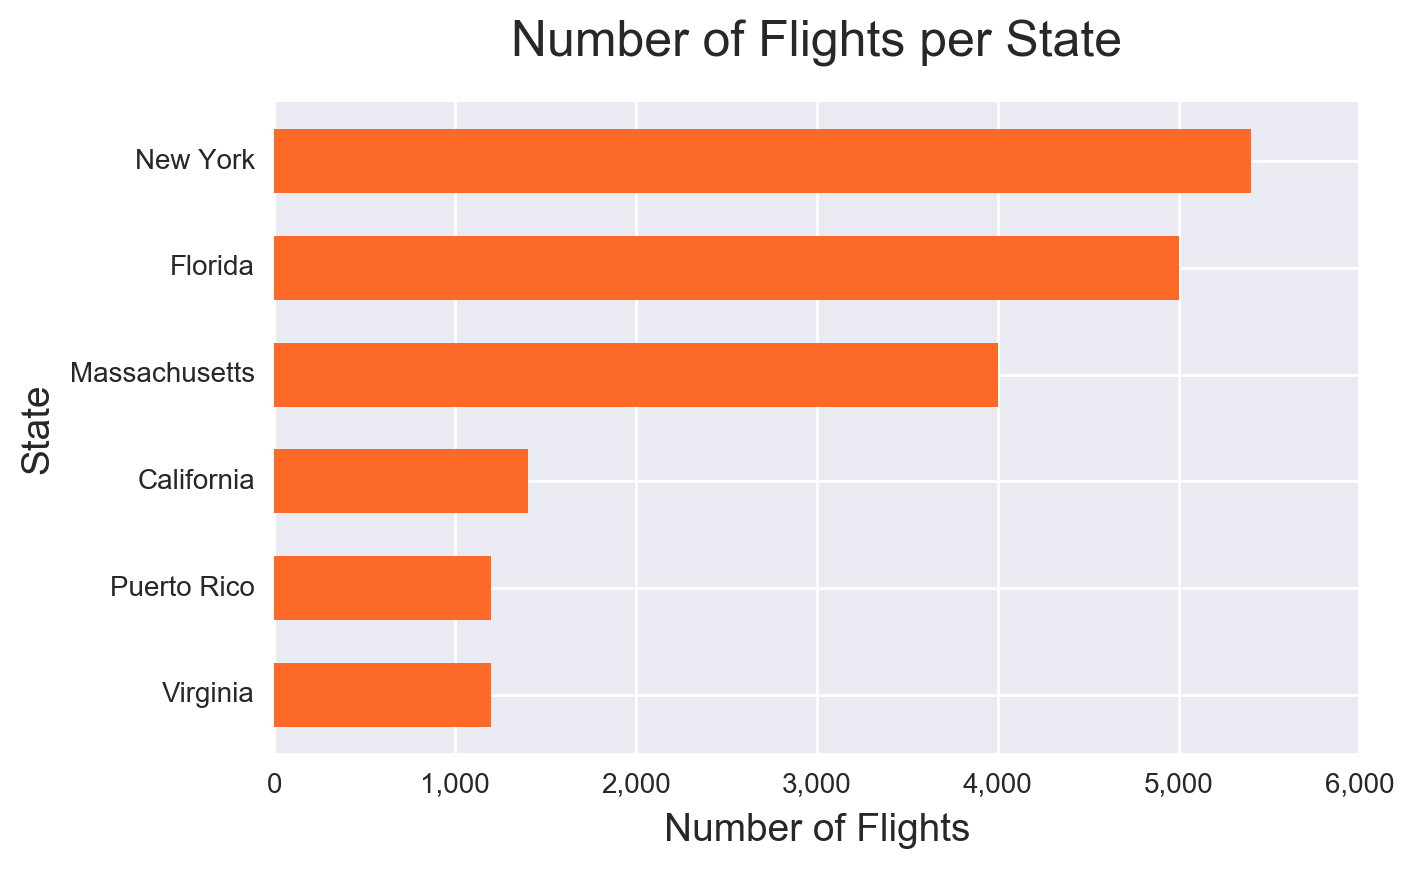 Number of Flights per State
New York
Florida
Massachusetts
California
Puerto Rico
Virginia
State
0 1,000 2,000 3,000 4,000 5,000 6,000
Number of Flights